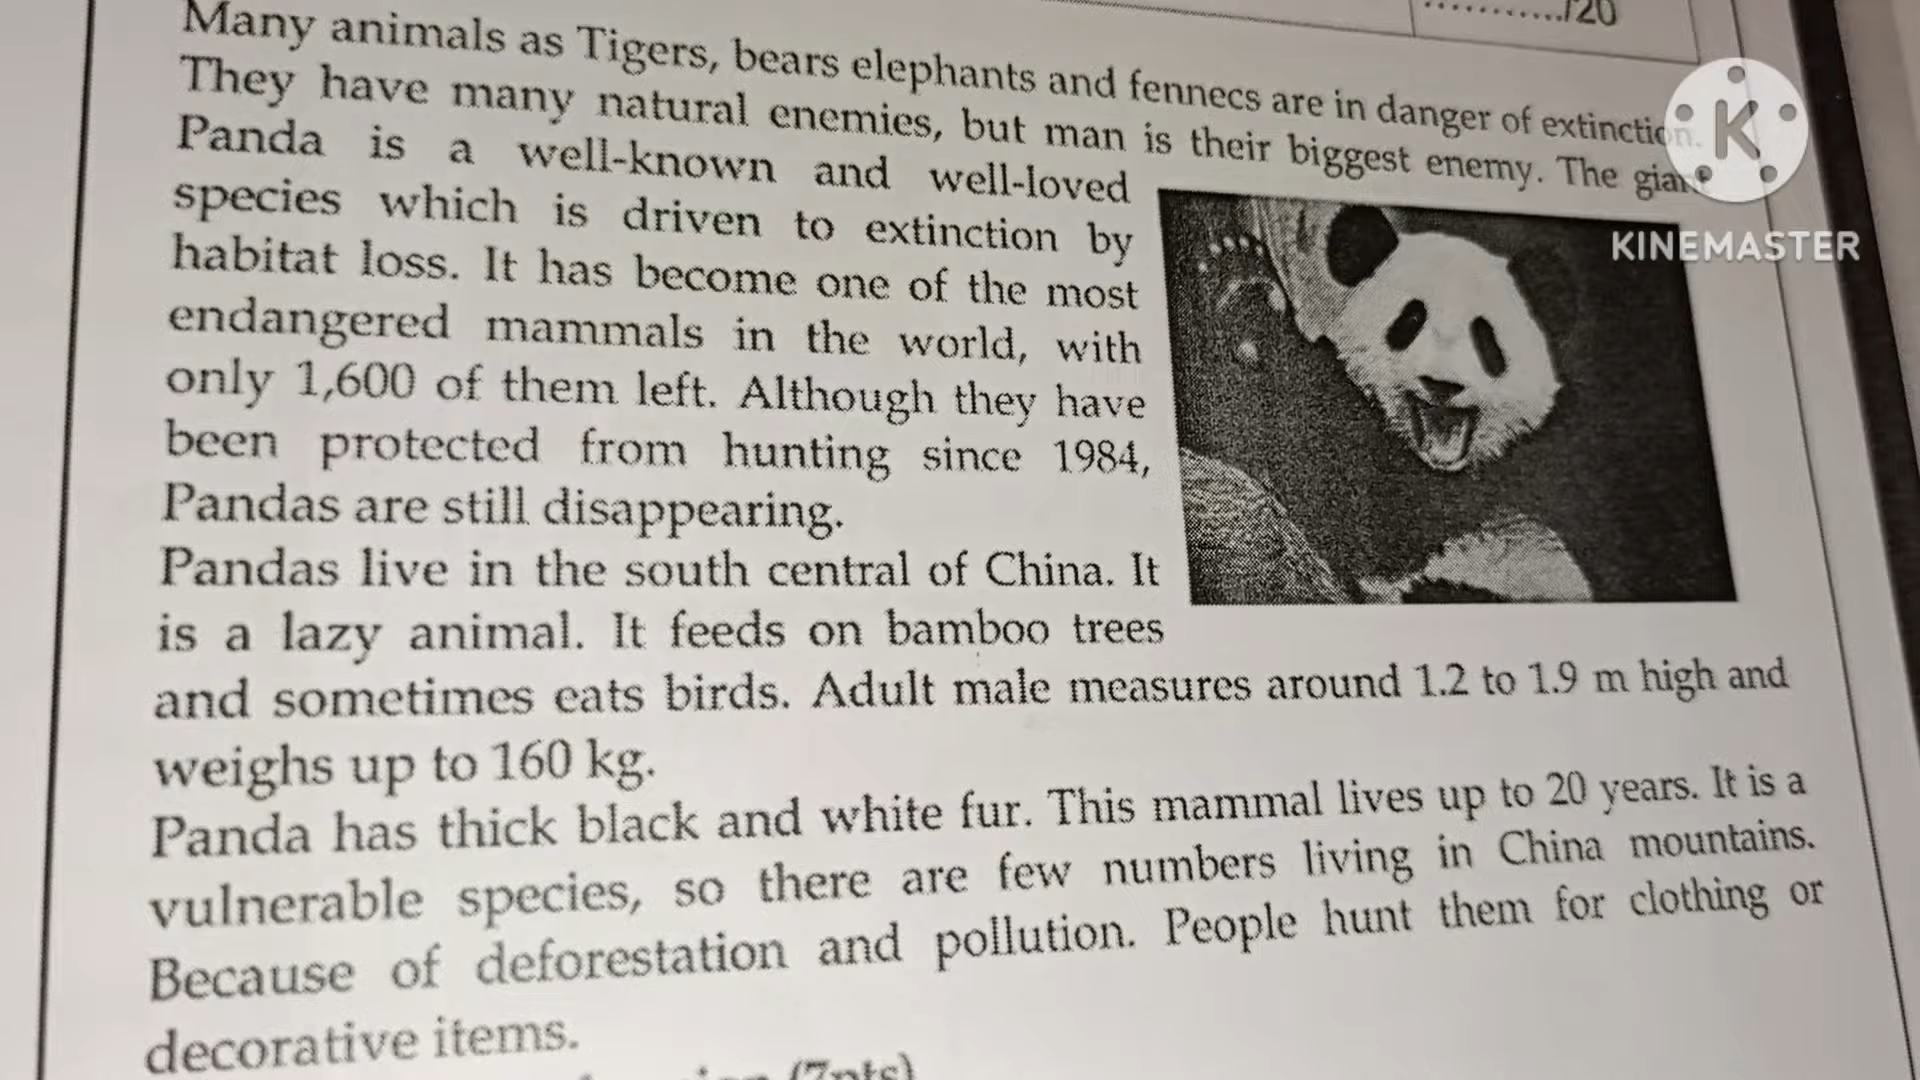 ............/20
Many animals as Tigers, bears elephants and fennecs are in danger of extinction.
They have many natural enemies, but man is their biggest enemy. The giant
Panda is a well-known and well-loved
species which is driven to extinction by
habitat loss. It has become one of the most
endangered mammals in the world, with
only 1,600 of them left. Although they have
been protected from hunting since 1984,
Pandas are still disappearing.
Pandas live in the south central of China. It
is a lazy animal. It feeds on bamboo trees
and sometimes eats birds. Adult male measures around 1.2 to 1.9 m high and
weighs up to 160 kg.
Panda has thick black and white fur. This mammal lives up to 20 years. It is a
vulnerable species, so there are few numbers living in China mountains.
Because of deforestation and pollution. People hunt them for clothing or
decorative items.
(7pts)
K
KINEMASTER